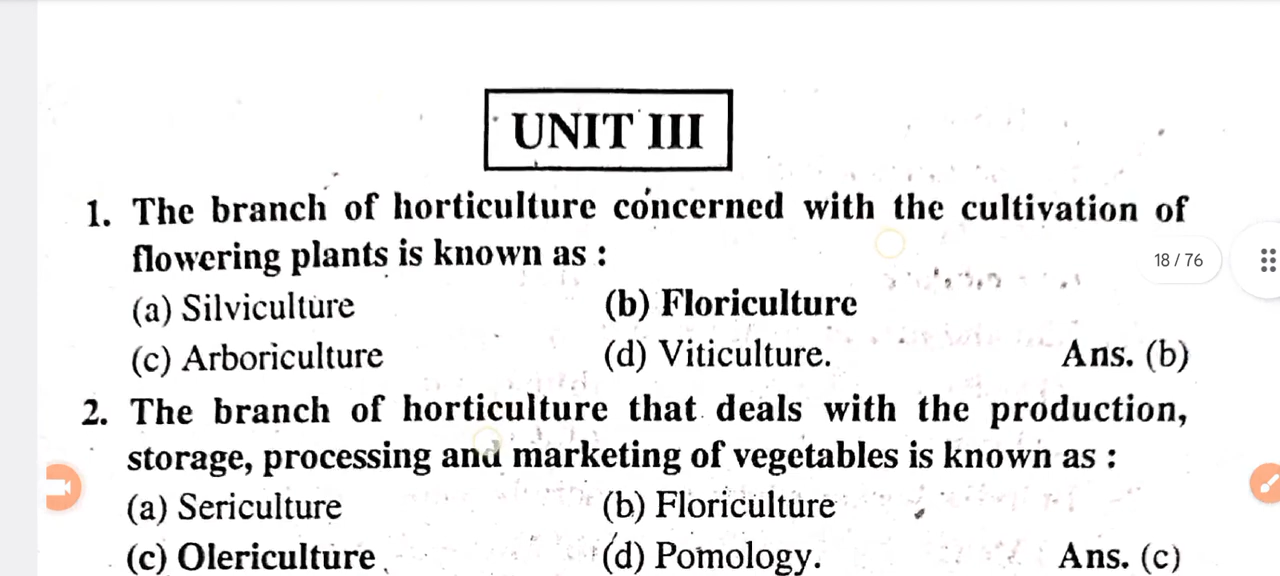 UNIT III
1. The branch of horticulture concerned with the cultivation of
flowering plants is known as :
18 / 76
(a) Silviculture (b) Floriculture
(c) Arboriculture (d) Viticulture. Ans. (b)
2. The branch of horticulture that deals with the production,
storage, processing and marketing of vegetables is known as :
(a) Sericulture (b) Floriculture
(c) Olericulture (d) Pomology. Ans. (c)